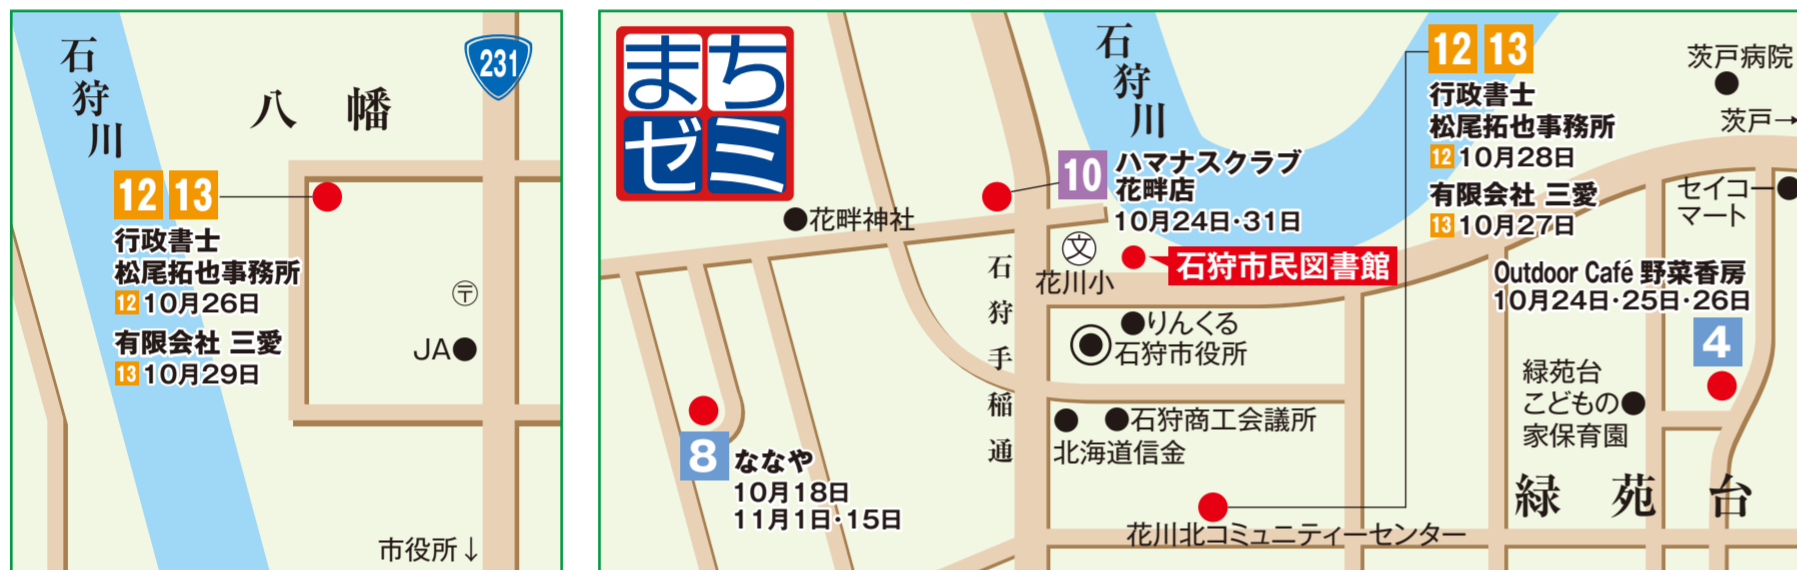 石狩川
八幡
231
12 13
行政書士
松尾拓也事務所
12 10月26日
有限会社 三愛
13 10月29日
〒
JA
市役所↓
まち
ゼミ
花畔神社
石狩川
10
ハマナスクラブ
花畔店
10月24日・31日
文
花川小
石狩市民図書館
石狩手稲通
りんくる
石狩市役所
石狩商工会議所
北海道信金
8
ななや
10月18日
11月1日・15日
花川北コミュニティーセンター
12 13
行政書士
松尾拓也事務所
12 10月28日
有限会社 三愛
13 10月27日
茨戸病院
茨戸→
セイコー
マート
Outdoor Café 野菜香房
10月24日・25日・26日
4
緑苑台
こどもの
家保育園
緑苑台